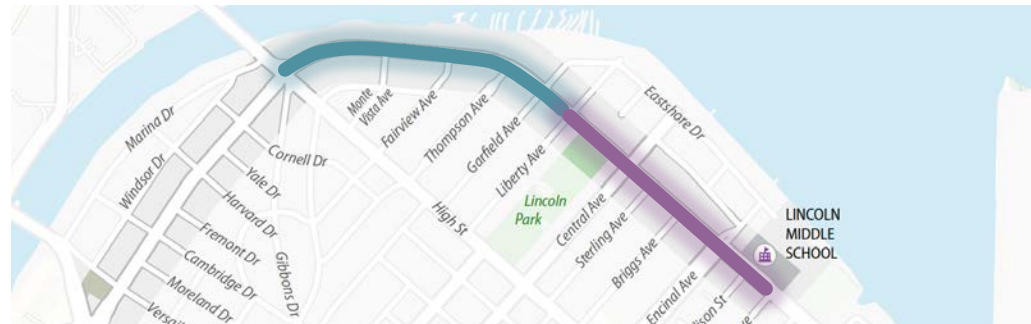 Marina Dr
Windsor Dr
Cornell Dr
Yale Dr
Harvard Dr
Fremont Dr
Cambridge Dr
Moreland Dr
Gibbons Dr
High St
Monte
Vista Ave
Fairview Ave
Thompson Ave
Garfield Ave
Liberty Ave
Lincoln
Park
Central Ave
Sterling Ave
Briggs Ave
Encinal Ave
Eastshore Dr
LINCOLN
MIDDLE
SCHOOL